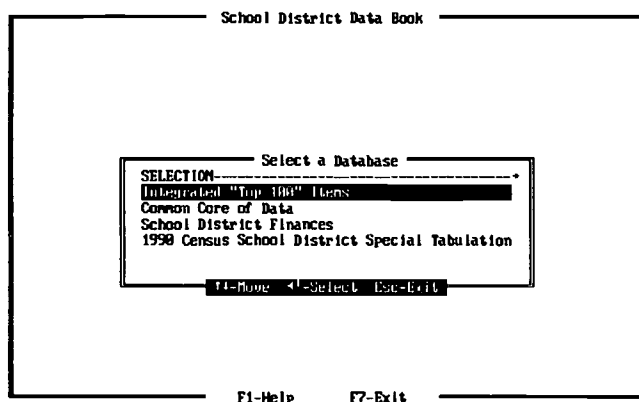 School District Data Book
Select a Database
SELECTION
Integrated "Top 100" Items
Common Core of Data
School District Finances
1990 Census School District Special Tabulation
↑↓-Move ◄┘-Select Esc-Exit
F1-Help F7-Exit